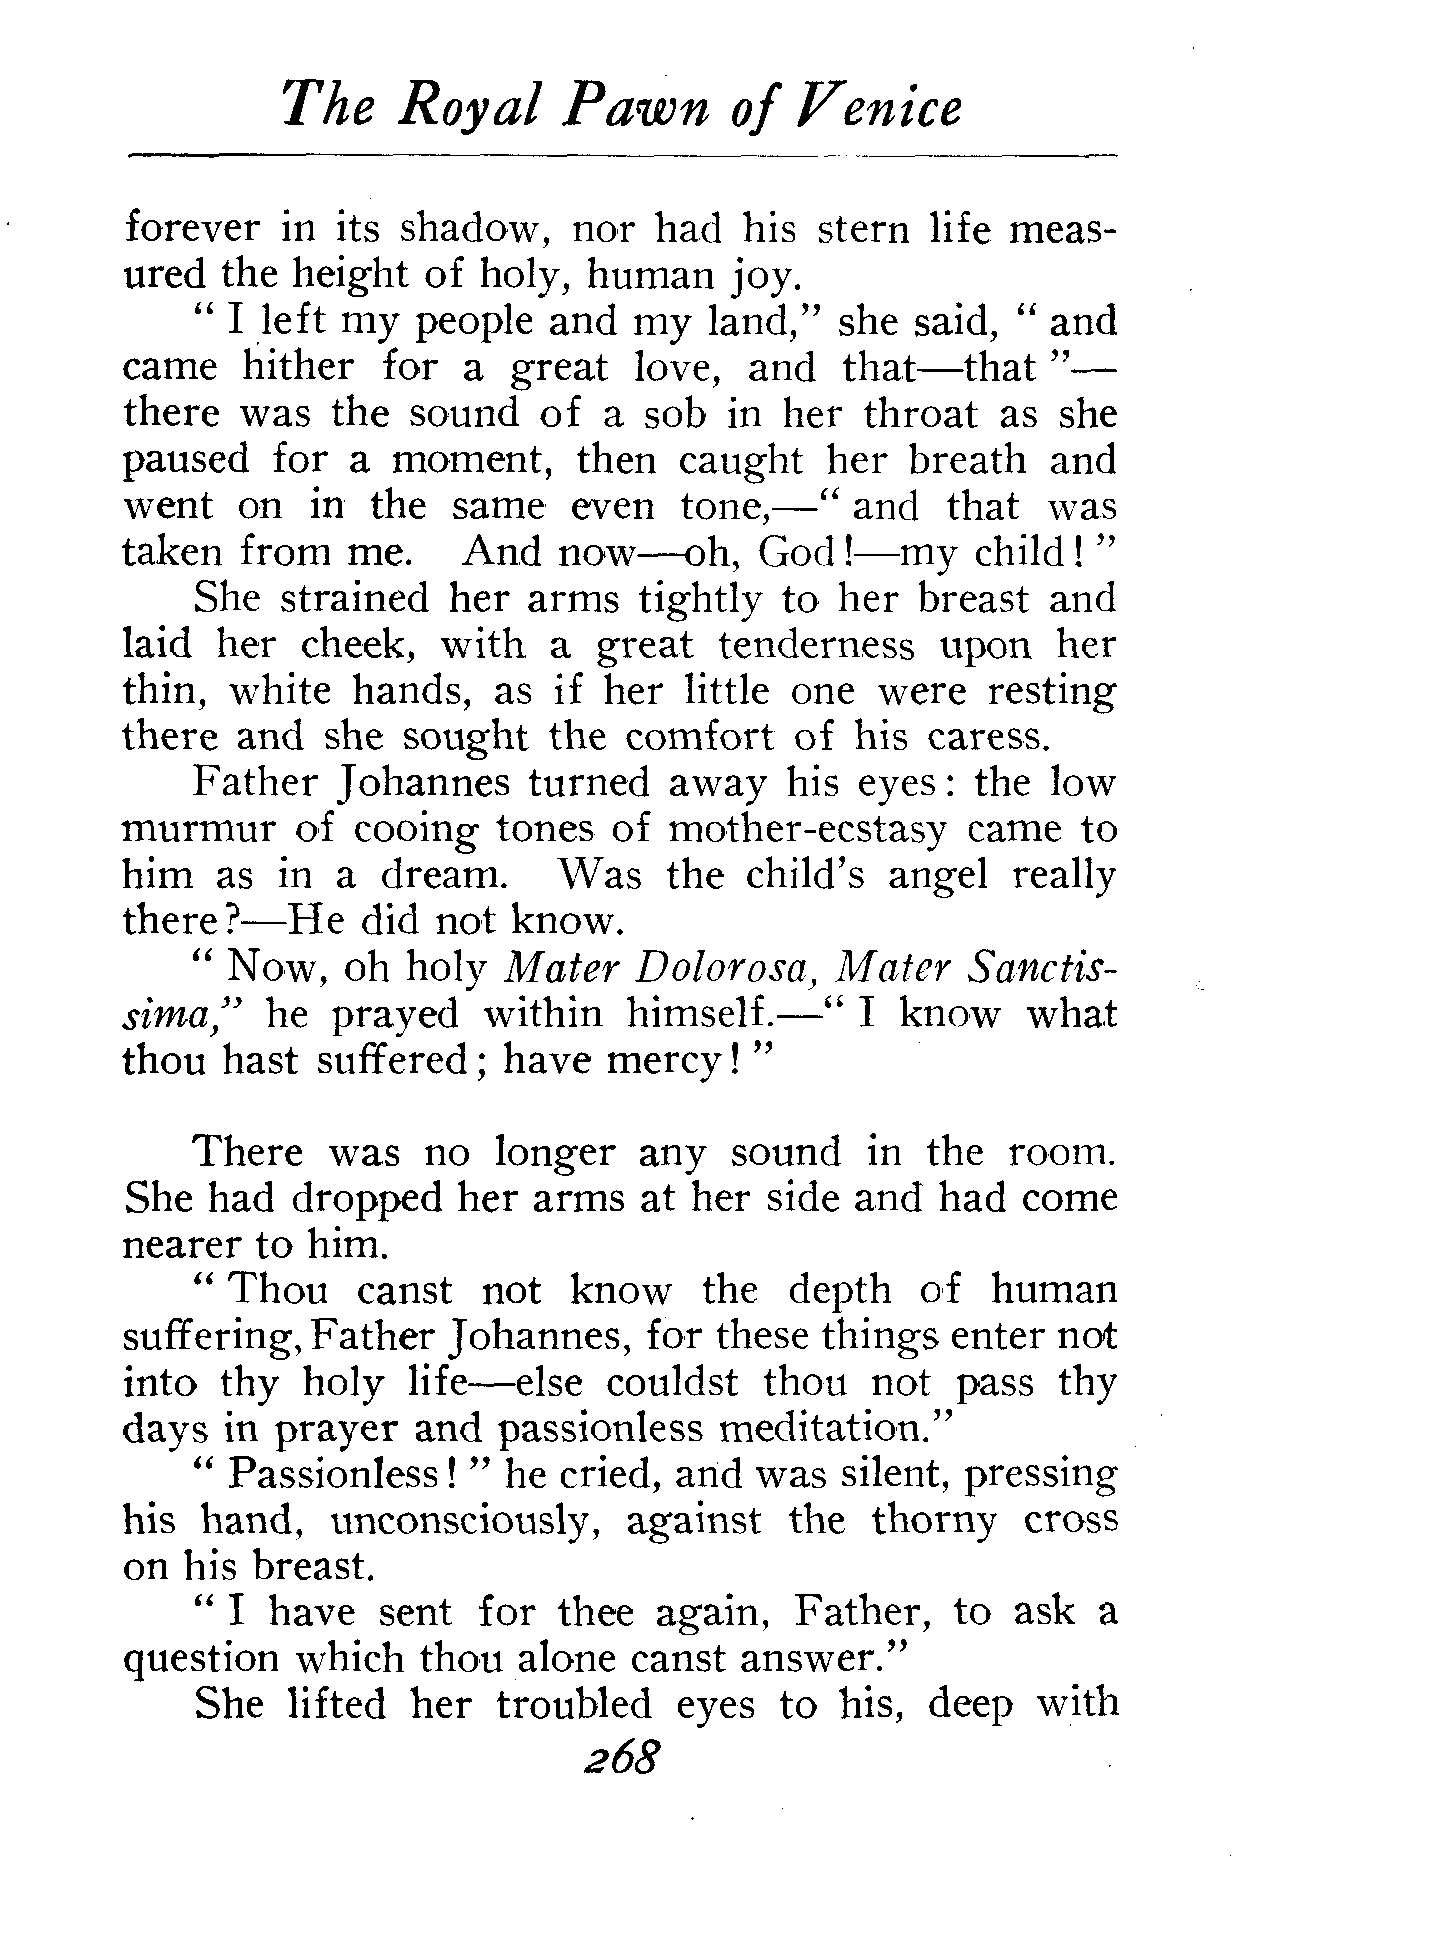 The Royal Pawn of Venice
forever in its shadow, nor had his stern life meas-
ured the height of holy, human joy.
“ I left my people and my land,” she said, “ and
came hither for a great love, and that—that ”—
there was the sound of a sob in her throat as she
paused for a moment, then caught her breath and
went on in the same even tone,—“ and that was
taken from me. And now—oh, God !—my child ! ”
She strained her arms tightly to her breast and
laid her cheek, with a great tenderness upon her
thin, white hands, as if her little one were resting
there and she sought the comfort of his caress.
Father Johannes turned away his eyes : the low
murmur of cooing tones of mother-ecstasy came to
him as in a dream. Was the child’s angel really
there ?—He did not know.
“ Now, oh holy Mater Dolorosa, Mater Sanctis-
sima,” he prayed within himself.—“ I know what
thou hast suffered ; have mercy ! ”
There was no longer any sound in the room.
She had dropped her arms at her side and had come
nearer to him.
“ Thou canst not know the depth of human
suffering, Father Johannes, for these things enter not
into thy holy life—else couldst thou not pass thy
days in prayer and passionless meditation.”
“ Passionless ! ” he cried, and was silent, pressing
his hand, unconsciously, against the thorny cross
on his breast.
“ I have sent for thee again, Father, to ask a
question which thou alone canst answer.”
She lifted her troubled eyes to his, deep with
268